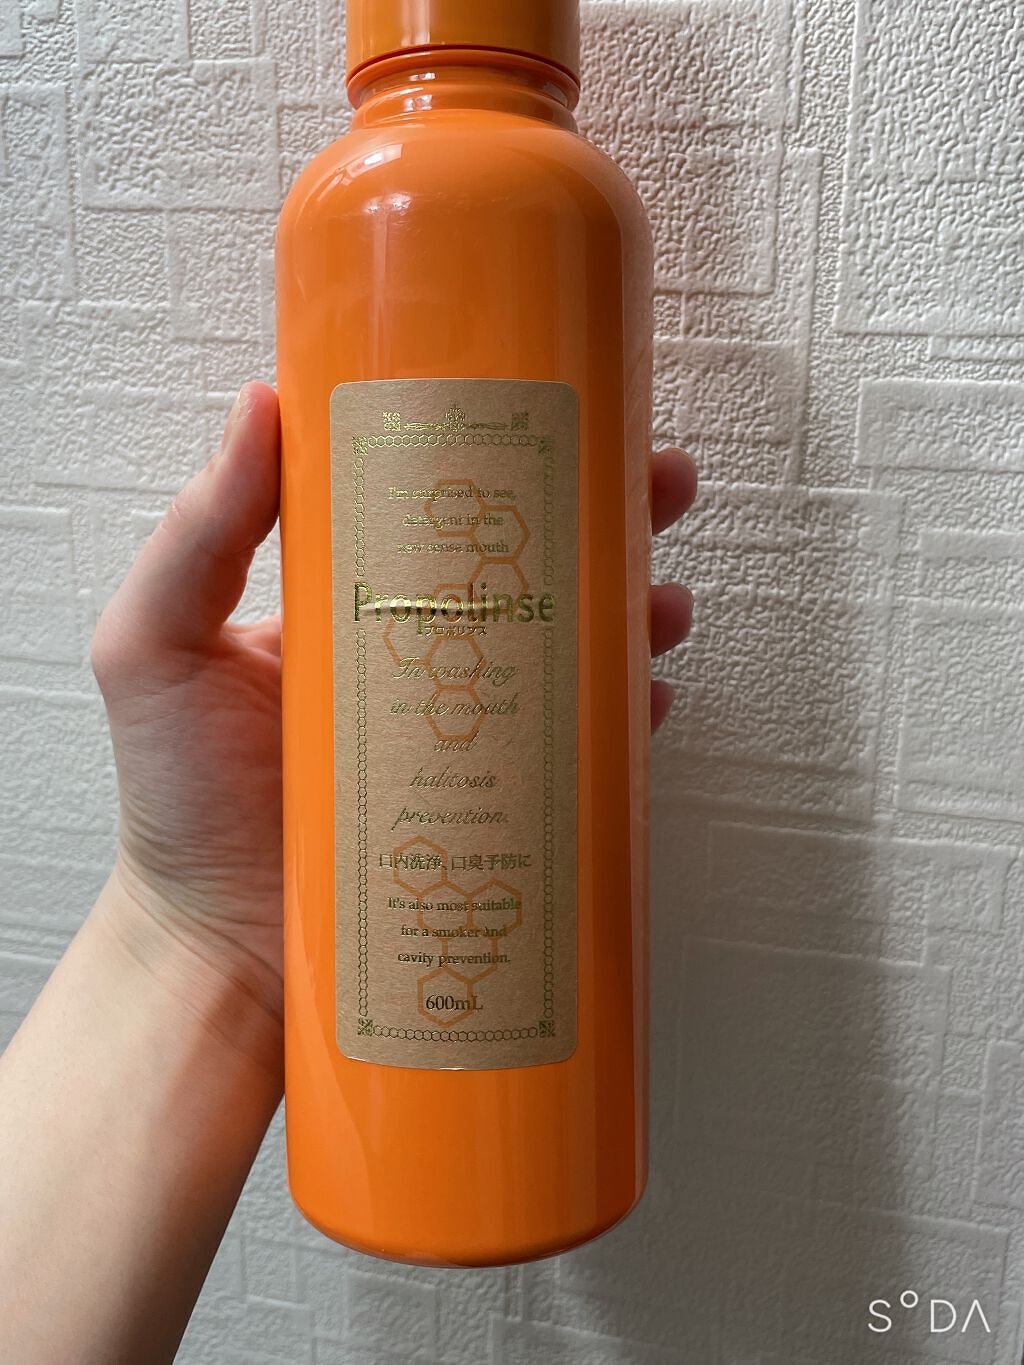 I'm surprised to see,
detergent in the
new sense mouth
Propolinse
プロポリンス
In washing
in the mouth
and
halitosis
prevention.
口内洗浄、口臭予防に
It's also most suitable
for a smoker and
cavity prevention.
600mL
SODA